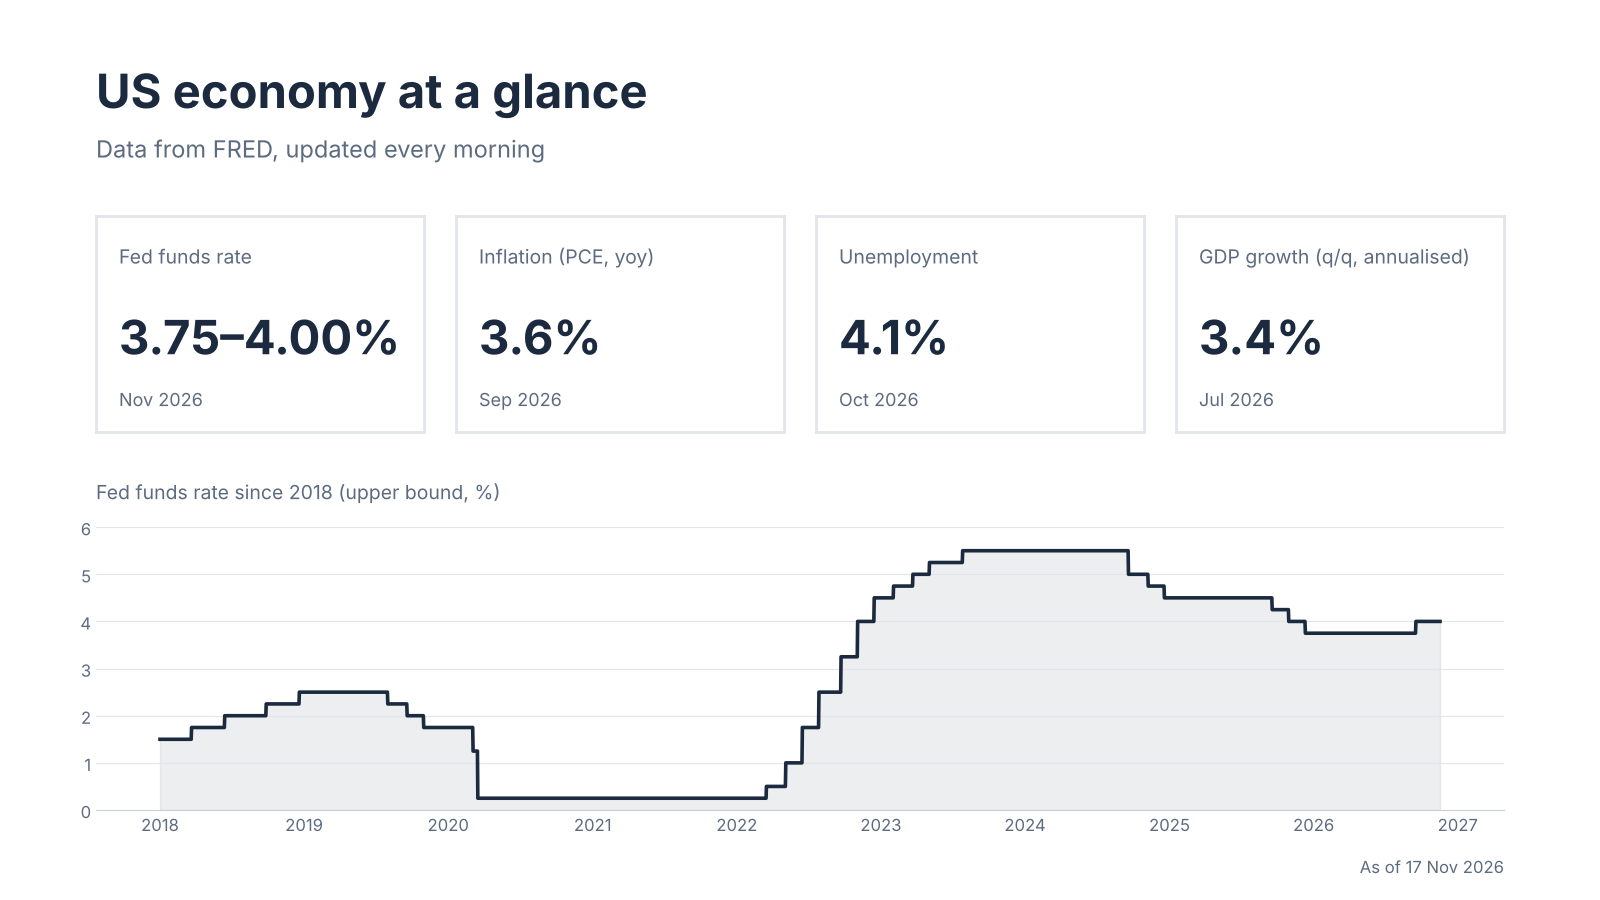 US economy at a glance
Data from FRED, updated every morning
Fed funds rate
3.75–4.00%
Nov 2026
Inflation (PCE, yoy)
3.6%
Sep 2026
Unemployment
4.1%
Oct 2026
GDP growth (q/q, annualised)
3.4%
Jul 2026
Fed funds rate since 2018 (upper bound, %)
6
5
4
3
2
1
0
2018 2019 2020 2021 2022 2023 2024 2025 2026 2027
As of 17 Nov 2026